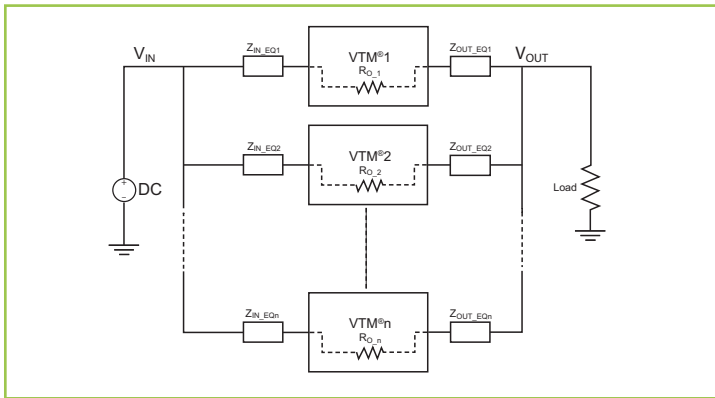 V_IN
Z_IN_EQ1
VTM®1
R_O_1
Z_OUT_EQ1
V_OUT
Z_IN_EQ2
VTM®2
R_O_2
Z_OUT_EQ2
+
−
DC
Load
Z_IN_EQn
VTM®n
R_O_n
Z_OUT_EQn